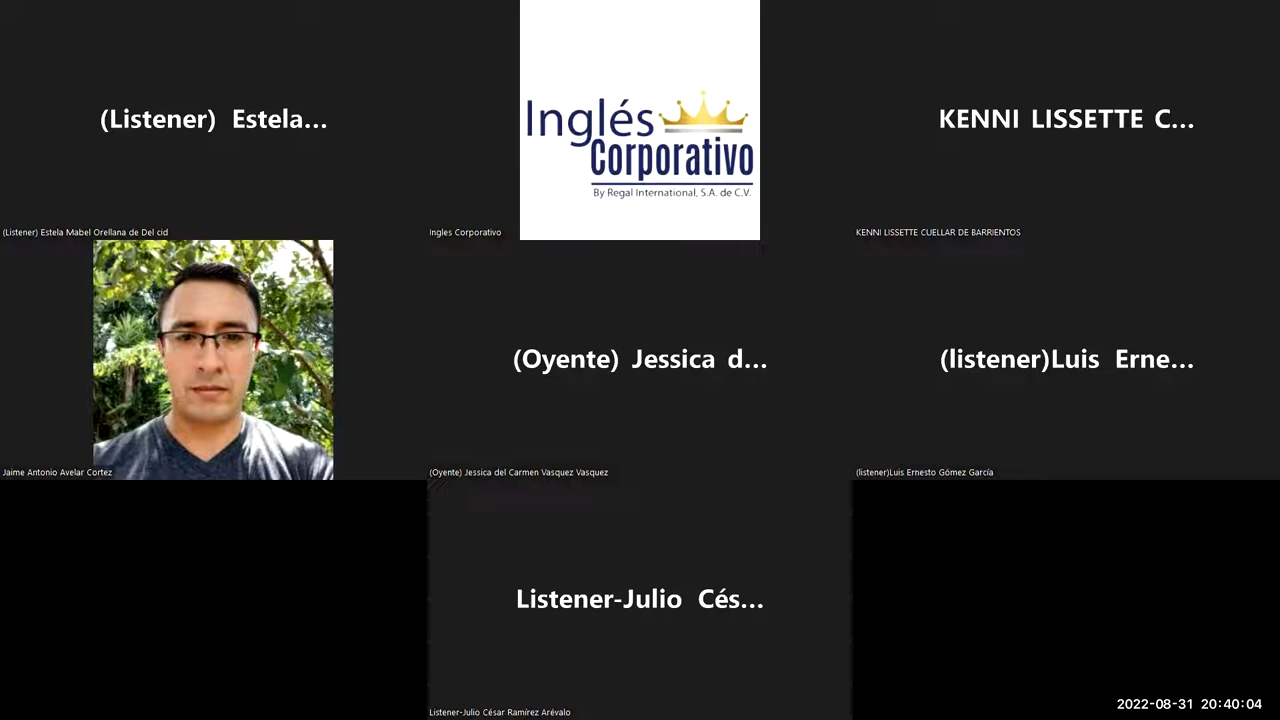 (Listener) Estela...
Inglés
Corporativo
By Regal International, S.A. de C.V.
KENNI LISSETTE C...
(Listener) Estela Mabel Orellana de Del cid
Ingles Corporativo
KENNI LISSETTE CUELLAR DE BARRIENTOS
(Oyente) Jessica d...
(listener)Luis Erne...
Jaime Antonio Avelar Cortez
(Oyente) Jessica del Carmen Vasquez Vasquez
(listener)Luis Ernesto Gómez García
Listener-Julio Cés...
Listener-Julio César Ramírez Arévalo
2022-08-31 20:40:04